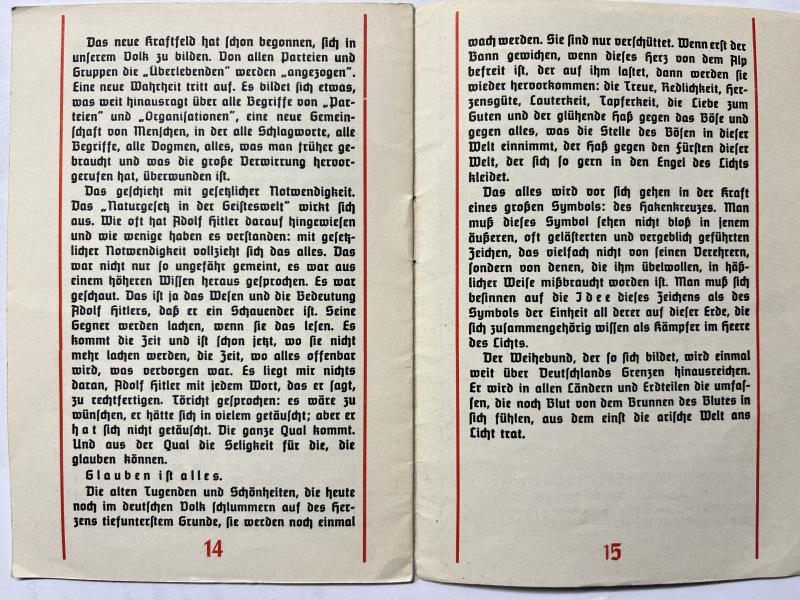 Das neue Kraftfeld hat schon begonnen, sich in
unserem Volk zu bilden. Von allen Parteien und
Gruppen die „Überlebenden“ werden „angezogen“.
Eine neue Wahrheit tritt auf. Es bildet sich etwas,
was weit hinausragt über alle Begriffe von „Par-
teien“ und „Organisationen“, eine neue Gemein-
schaft von Menschen, in der alle Schlagworte, alle
Begriffe, alle Dogmen, alles, was man früher ge-
braucht und was die große Verwirrung hervor-
gerufen hat, überwunden ist.
Das geschieht mit gesetzlicher Notwendigkeit.
Das „Naturgesetz in der Geisteswelt“ wirkt sich
aus. Wie oft hat Adolf Hitler darauf hingewiesen
und wie wenige haben es verstanden: mit gesetz-
licher Notwendigkeit vollzieht sich das alles. Das
war nicht nur so ungefähr gemeint, es war aus
einem höheren Wissen heraus gesprochen. Es war
geschaut. Das ist ja das Wesen und die Bedeutung
Adolf Hitlers, daß er ein Schauender ist. Seine
Gegner werden lachen, wenn sie das lesen. Es
kommt die Zeit und ist schon jetzt, wo sie nicht
mehr lachen werden, die Zeit, wo alles offenbar
wird, was verborgen war. Es liegt mir nichts
daran, Adolf Hitler mit jedem Wort, das er sagt,
zu rechtfertigen. Töricht gesprochen: es wäre zu
wünschen, er hätte sich in vielem getäuscht; aber er
hat sich nicht getäuscht. Die ganze Qual kommt.
Und aus der Qual die Seligkeit für die, die
glauben können.
Glauben ist alles.
Die alten Tugenden und Schönheiten, die heute
noch im deutschen Volk schlummern auf des Her-
zens tiefunterstem Grunde, sie werden noch einmal
14
wach werden. Sie sind nur verschüttet. Wenn erst der
Bann gewichen, wenn dieses Herz von dem Alp
befreit ist, der auf ihm lastet, dann werden sie
wieder hervorkommen: die Treue, Redlichkeit, Her-
zensgüte, Lauterkeit, Tapferkeit, die Liebe zum
Guten und der glühende Haß gegen das Böse und
gegen alles, was die Stelle des Bösen in dieser
Welt einnimmt, der Haß gegen den Fürsten dieser
Welt, der sich so gern in den Engel des Lichts
kleidet.
Das alles wird vor sich gehen in der Kraft
eines großen Symbols: des Hakenkreuzes. Man
muß dieses Symbol sehen nicht bloß in jenem
äußeren, oft gelästerten und vergeblich geführten
Zeichen, das vielfach nicht von seinen Verehrern,
sondern von denen, die ihm übelwollen, in häß-
licher Weise mißbraucht worden ist. Man muß sich
besinnen auf die Idee dieses Zeichens als des
Symbols der Einheit all derer auf dieser Erde, die
sich zusammengehörig wissen als Kämpfer im Heere
des Lichts.
Der Weihebund, der so sich bildet, wird einmal
weit über Deutschlands Grenzen hinausreichen.
Er wird in allen Ländern und Erdteilen die umfas-
sen, die noch Blut von dem Brunnen des Blutes in
sich fühlen, aus dem einst die arische Welt ans
Licht trat.
15